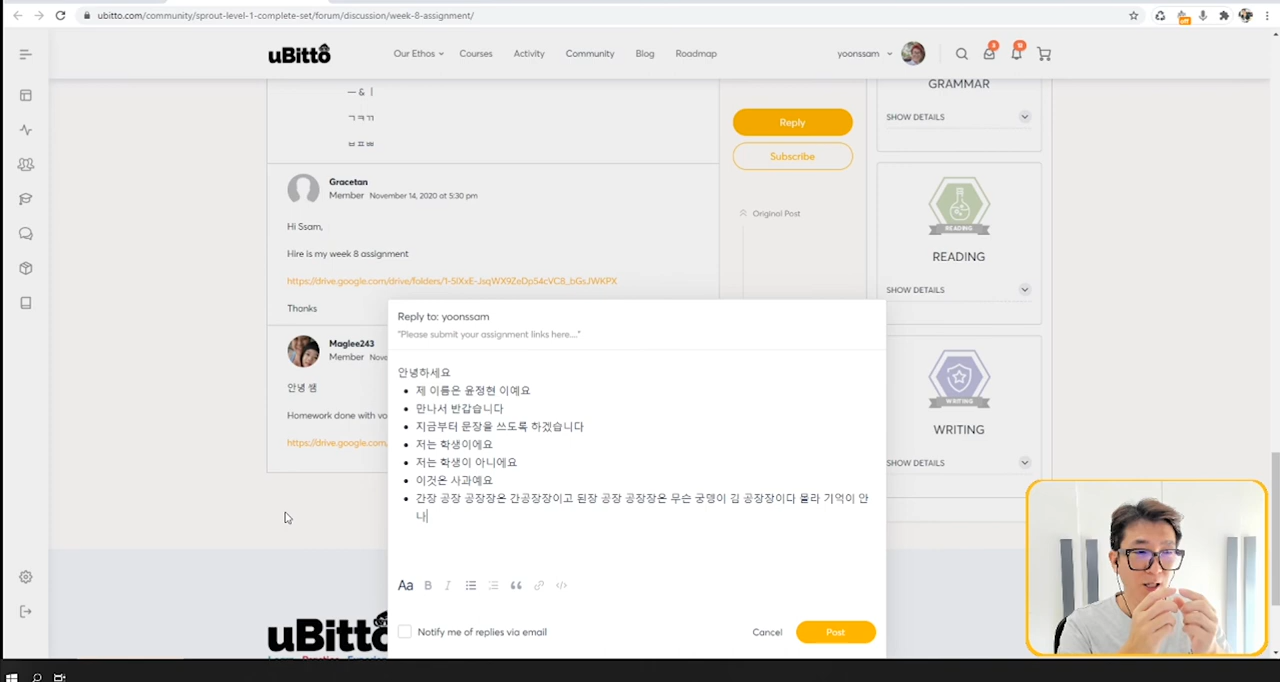 ubitto.com/community/sprout-level-1-complete-set/forum/discussion/week-8-assignment/
uBitto
Our Ethos
Courses
Activity
Community
Blog
Roadmap
yoonssam
ㅡ & ㅣ
ㄱㅋㄲ
ㅂㅍㅃ
Reply
Subscribe
Original Post
GRAMMAR
SHOW DETAILS
READING
READING
SHOW DETAILS
WRITING
WRITING
SHOW DETAILS
Gracetan
Member November 14, 2020 at 5:30 pm
Hi Ssam,
Hire is my week 8 assignment
Thanks
Maglee243
Member Nove
안녕 쌤
Homework done with vo
https://drive.google.com
Reply to: yoonssam
"Please submit your assignment links here...."
안녕하세요
제 이름은 윤정현 이예요
만나서 반갑습니다
지금부터 문장을 쓰도록 하겠습니다
저는 학생이에요
저는 학생이 아니에요
이것은 사과예요
간장 공장 공장장은 간공장장이고 된장 공장 공장장은 무슨 궁뎅이 김 공장장이다 몰라 기억이 안
나
Aa B I
Notify me of replies via email
Cancel
Post
uBitto